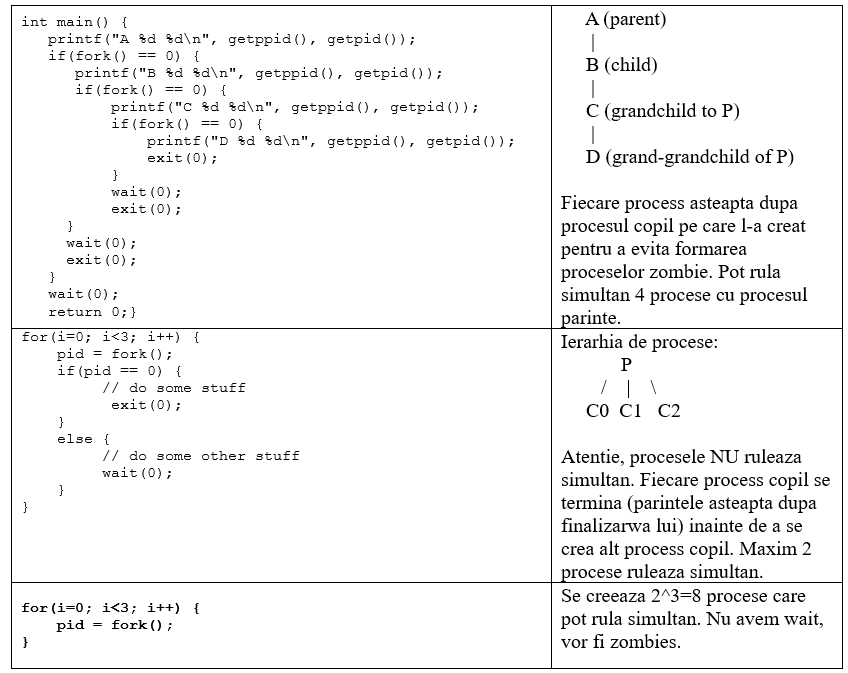 int main() {
printf("A %d %d\n", getppid(), getpid());
if(fork() == 0) {
printf("B %d %d\n", getppid(), getpid());
if(fork() == 0) {
printf("C %d %d\n", getppid(), getpid());
if(fork() == 0) {
printf("D %d %d\n", getppid(), getpid());
exit(0);
}
wait(0);
exit(0);
}
wait(0);
exit(0);
}
wait(0);
return 0;}
A (parent)
|
B (child)
|
C (grandchild to P)
|
D (grand-grandchild of P)
Fiecare process asteapta dupa
procesul copil pe care l-a creat
pentru a evita formarea
proceselor zombie. Pot rula
simultan 4 procese cu procesul
parinte.
for(i=0; i<3; i++) {
pid = fork();
if(pid == 0) {
// do some stuff
exit(0);
}
else {
// do some other stuff
wait(0);
}
}
Ierarhia de procese:
P
/ | \
C0 C1 C2
Atentie, procesele NU ruleaza
simultan. Fiecare process copil se
termina (parintele asteapta dupa
finalizarwa lui) inainte de a se
crea alt process copil. Maxim 2
procese ruleaza simultan.
for(i=0; i<3; i++) {
pid = fork();
}
Se creeaza 2^3=8 procese care
pot rula simultan. Nu avem wait,
vor fi zombies.